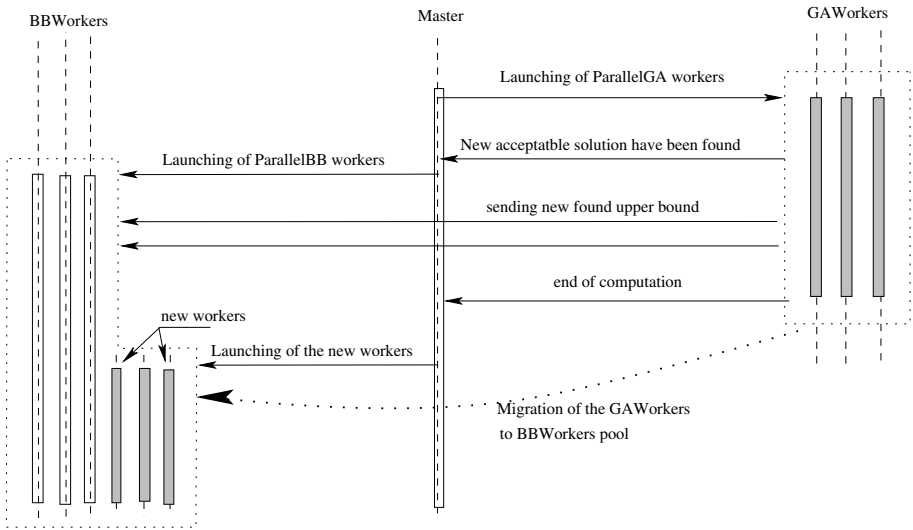 BBWorkers
Master
GAWorkers
Launching of ParallelGA workers
New acceptatble solution have been found
Launching of ParallelBB workers
sending new found upper bound
end of computation
new workers
Launching of the new workers
Migration of the GAWorkers
to BBWorkers pool